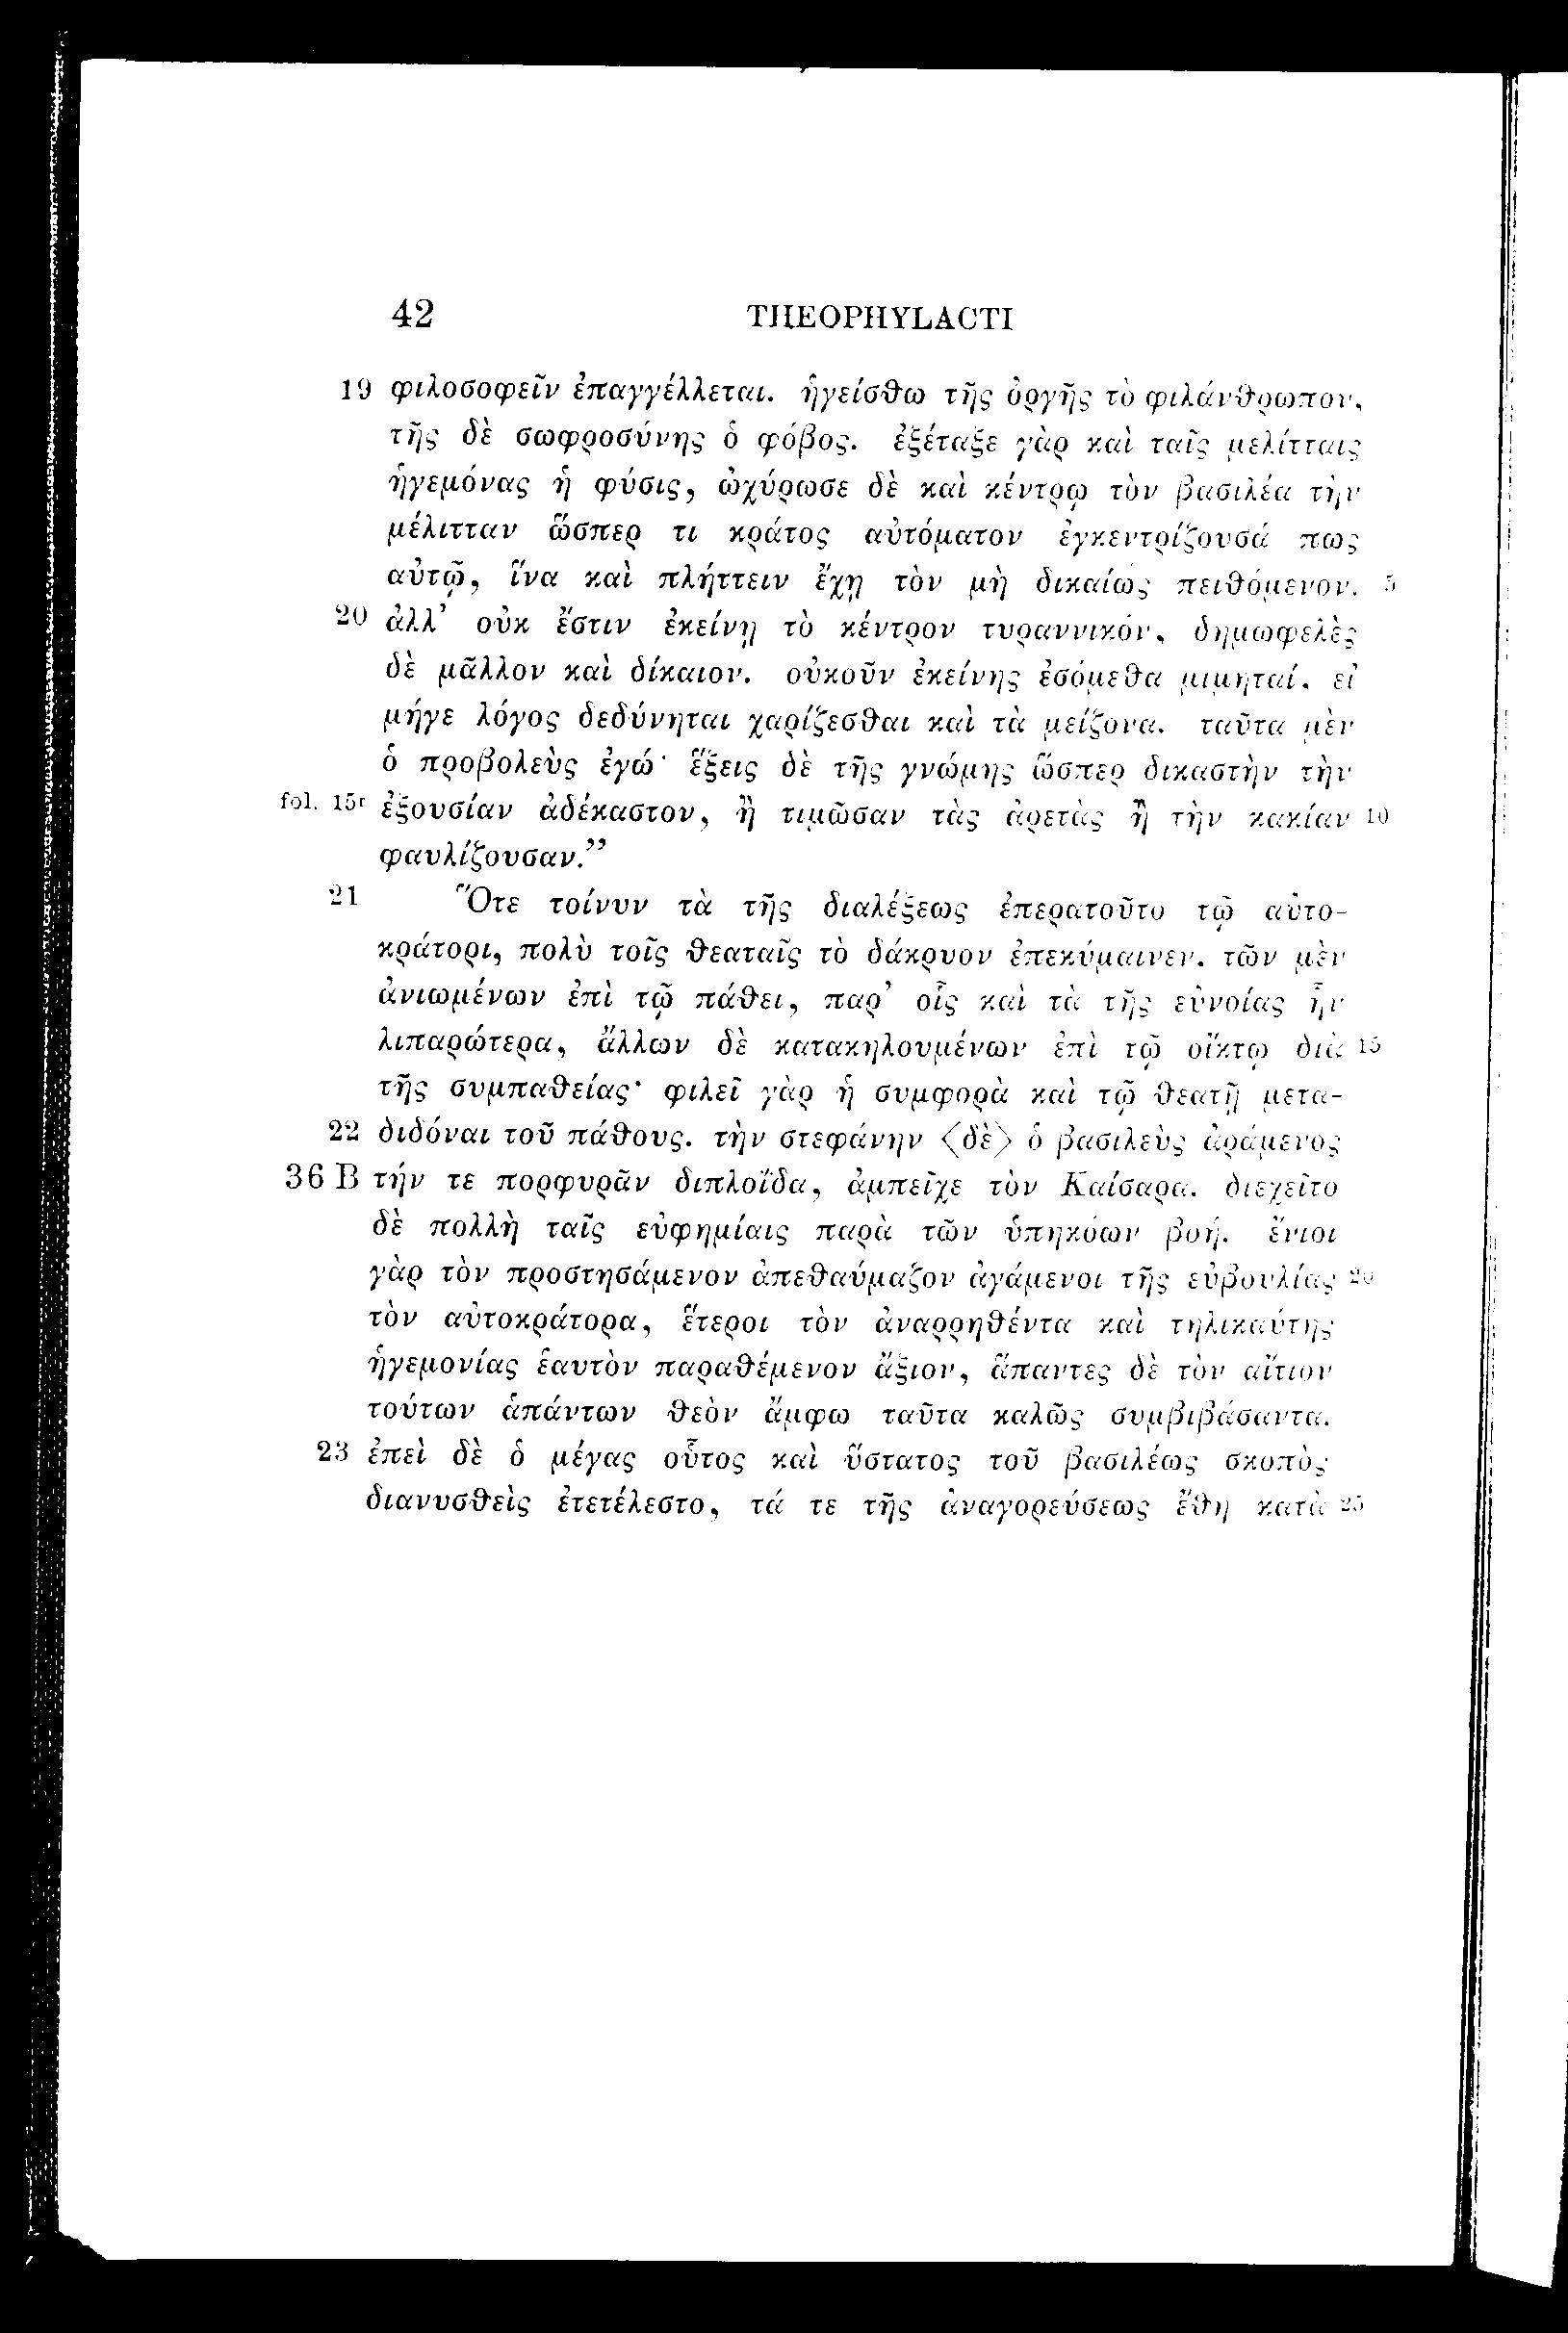 42 THEOPHYLACTI
19 φιλοσοφεῖν ἐπαγγέλλεται. ἡγείσθω τῆς ὀργῆς τὸ φιλάνθρωπον,
τῆς δὲ σωφροσύνης ὁ φόβος. ἐξέταξε γὰρ καὶ ταῖς μελίτταις
ἡγεμόνας ἡ φύσις, ὠχύρωσε δὲ καὶ κέντρῳ τὸν βασιλέα τὴν
μέλιτταν ὥσπερ τι κράτος αὐτόματον ἐγκεντρίζουσά πως
αὐτῷ, ἵνα καὶ πλήττειν ἔχῃ τὸν μὴ δικαίως πειθόμενον. 5
20 ἀλλ’ οὐκ ἔστιν ἐκείνῃ τὸ κέντρον τυραννικόν, δημωφελὲς
δὲ μᾶλλον καὶ δίκαιον. οὐκοῦν ἐκείνης ἐσόμεθα μιμηταί, εἰ
μήγε λόγος δεδύνηται χαρίζεσθαι καὶ τὰ μείζονα. ταῦτα μὲν
ὁ προβολεὺς ἐγώ· ἕξεις δὲ τῆς γνώμης ὥσπερ δικαστὴν τὴν
fol. 15r ἐξουσίαν ἀδέκαστον, ἢ τιμῶσαν τὰς ἀρετὰς ἢ τὴν κακίαν 10
φαυλίζουσαν.”
21 Ὅτε τοίνυν τὰ τῆς διαλέξεως ἐπερατοῦτο τῷ αὐτο-
κράτορι, πολὺ τοῖς θεαταῖς τὸ δάκρυον ἐπεκύμαινεν. τῶν μὲν
ἀνιωμένων ἐπὶ τῷ πάθει, παρ’ οἷς καὶ τὰ τῆς εὐνοίας ἦν
λιπαρώτερα, ἄλλων δὲ κατακηλουμένων ἐπὶ τῷ οἴκτῳ διὰ 15
τῆς συμπαθείας· φιλεῖ γὰρ ἡ συμφορὰ καὶ τῷ θεατῇ μετα-
22 διδόναι τοῦ πάθους. τὴν στεφάνην ⟨δὲ⟩ ὁ βασιλεὺς ἀράμενος
36 B τήν τε πορφυρᾶν διπλοΐδα, ἀμπεῖχε τὸν Καίσαρα. διεχεῖτο
δὲ πολλὴ ταῖς εὐφημίαις παρὰ τῶν ὑπηκόων βοή. ἔνιοι
γὰρ τὸν προστησάμενον ἀπεθαύμαζον ἀγάμενοι τῆς εὐβουλίας 20
τὸν αὐτοκράτορα, ἕτεροι τὸν ἀναρρηθέντα καὶ τηλικαύτης
ἡγεμονίας ἑαυτὸν παραθέμενον ἄξιον, ἅπαντες δὲ τὸν αἴτιον
τούτων ἁπάντων θεὸν ἄμφω ταῦτα καλῶς συμβιβάσαντα.
23 ἐπεὶ δὲ ὁ μέγας οὗτος καὶ ὕστατος τοῦ βασιλέως σκοπὸς
διανυσθεὶς ἐτετέλεστο, τά τε τῆς ἀναγορεύσεως ἔθη κατὰ 25